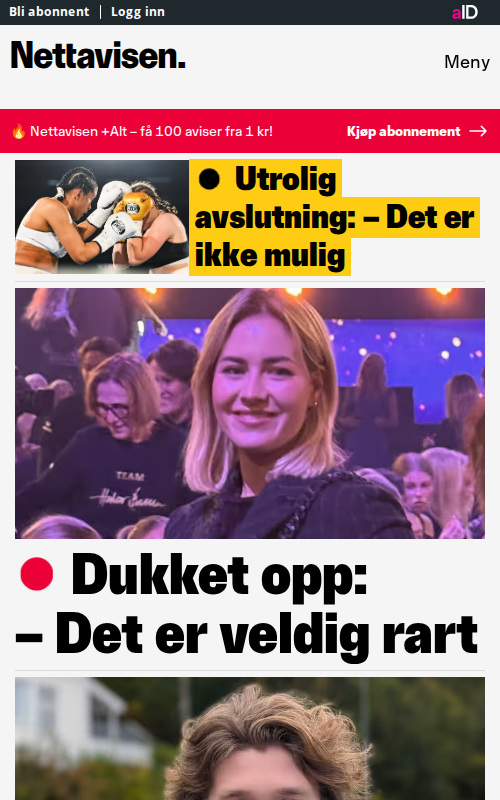 Bli abonnent
Logg inn
aID
Nettavisen.
Meny
🔥 Nettavisen +Alt – få 100 aviser fra 1 kr!
Kjøp abonnement →
● Utrolig
avslutning: – Det er
ikke mulig
TEAM
Dukket opp:
– Det er veldig rart